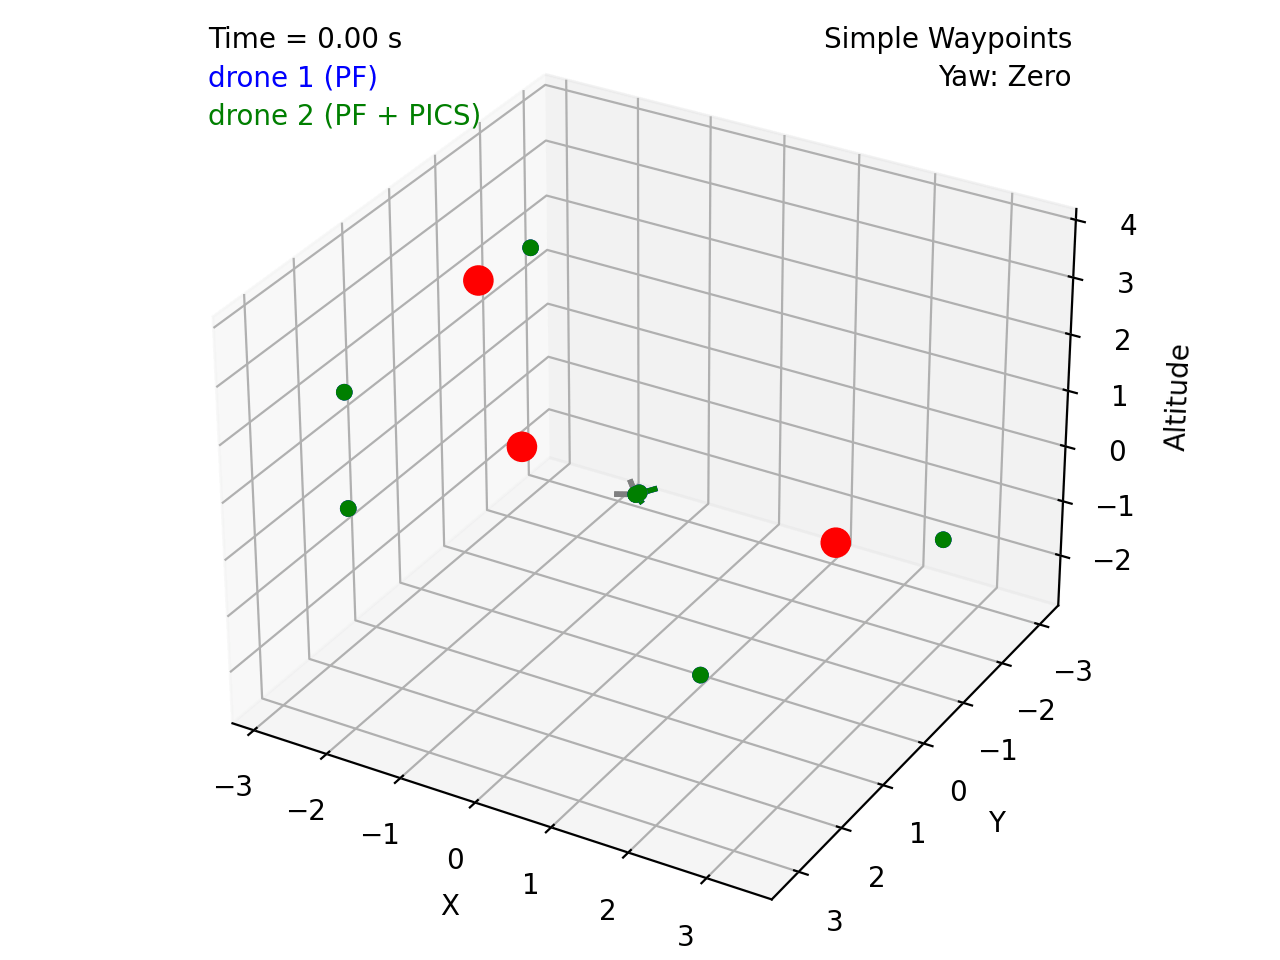 Time = 0.00 s
drone 1 (PF)
drone 2 (PF + PICS)
Simple Waypoints
Yaw: Zero
4
3
2
1
0
−1
−2
Altitude
−3
−2
−1
0
1
2
3
Y
−3
−2
−1
0
1
2
3
X